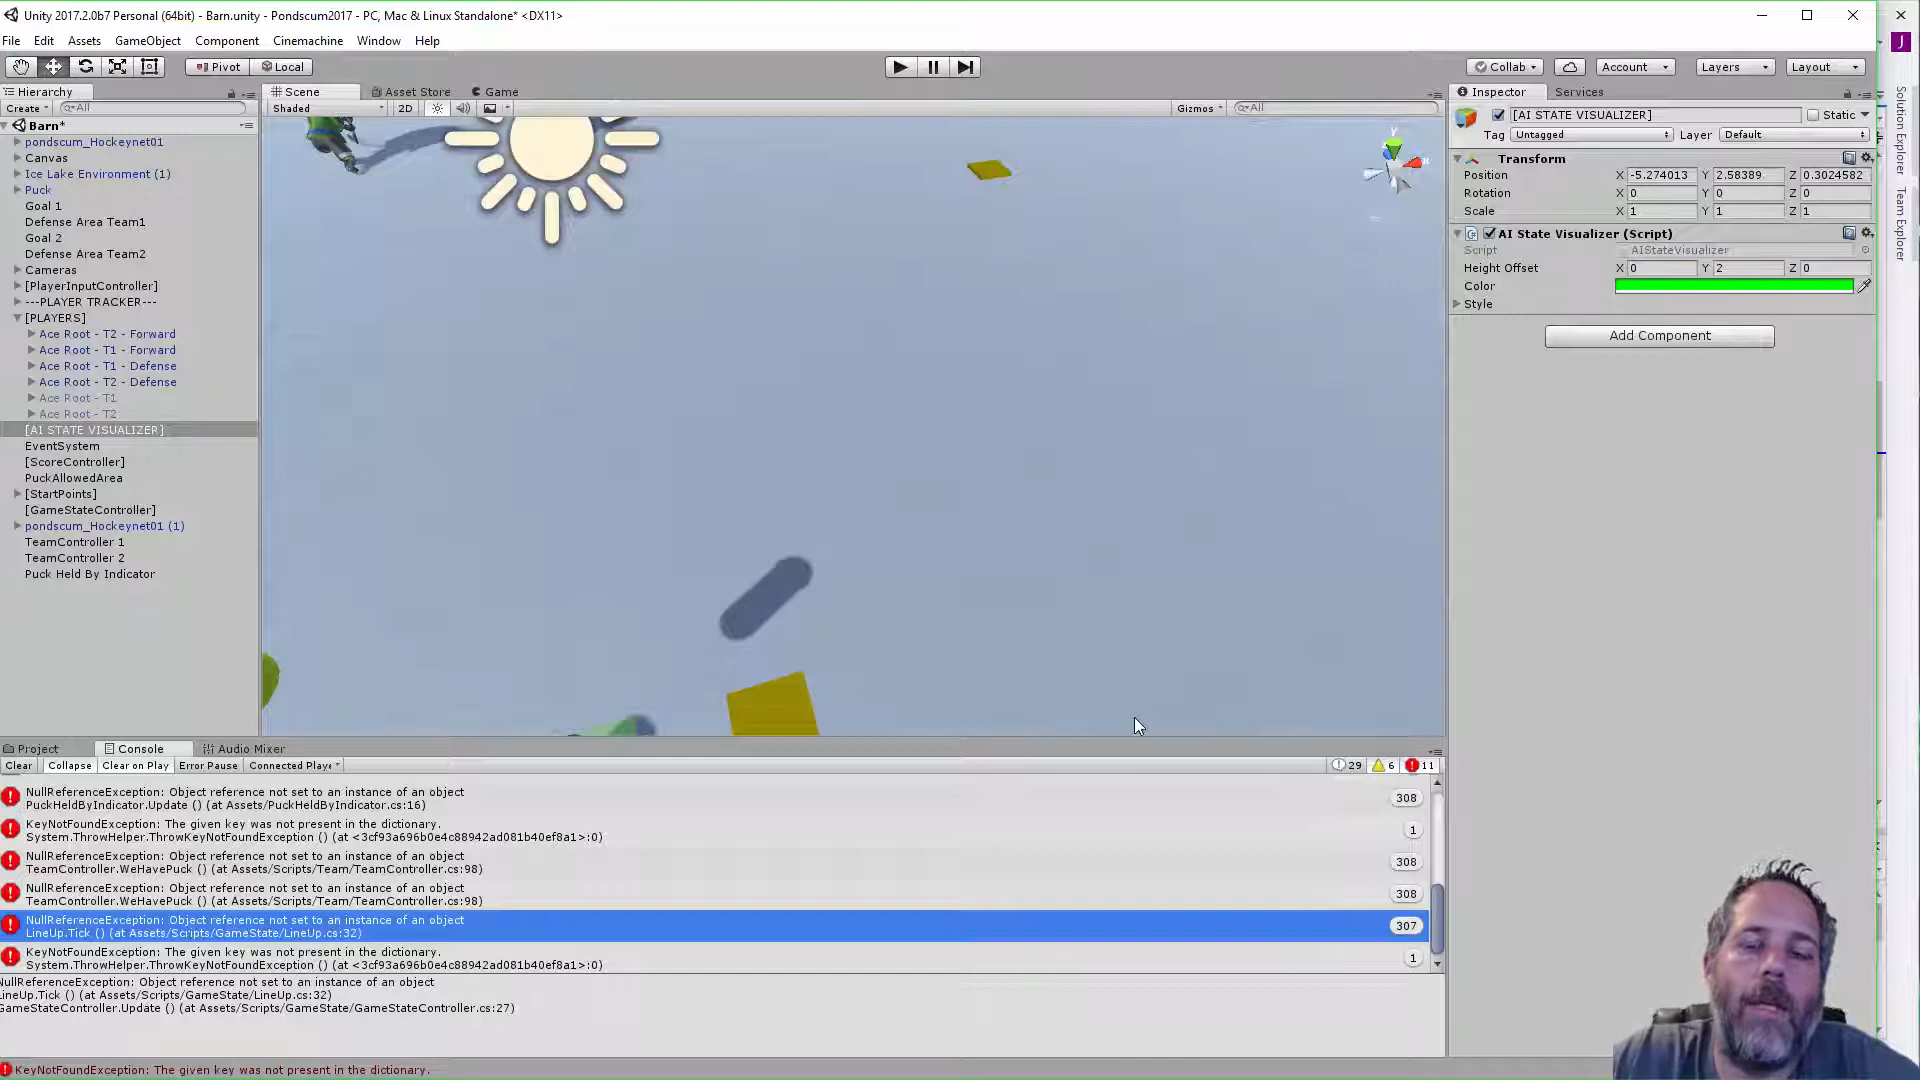 Unity 2017.2.0b7 Personal (64bit) - Barn.unity - Pondscum2017 - PC, Mac & Linux Standalone* <DX11>
J
File Edit Assets GameObject Component Cinemachine Window Help
Pivot Local Collab Account Layers Layout
Hierarchy
Scene Asset Store Game
Inspector Services
Create All
Shaded 2D Gizmos All
Barn*
pondscum_Hockeynet01
Canvas
Ice Lake Environment (1)
Puck
Goal 1
Defense Area Team1
Goal 2
Defense Area Team2
Cameras
[PlayerInputController]
---PLAYER TRACKER---
[PLAYERS]
Ace Root - T2 - Forward
Ace Root - T1 - Forward
Ace Root - T1 - Defense
Ace Root - T2 - Defense
Ace Root - T1
Ace Root - T2
[AI STATE VISUALIZER]
EventSystem
[ScoreController]
PuckAllowedArea
[StartPoints]
[GameStateController]
pondscum_Hockeynet01 (1)
TeamController 1
TeamController 2
Puck Held By Indicator
y
x
[AI STATE VISUALIZER] Static
Tag Untagged Layer Default
Transform
Position X -5.274013 Y 2.58389 Z 0.3024582
Rotation X 0 Y 0 Z 0
Scale X 1 Y 1 Z 1
AI State Visualizer (Script)
Script AIStateVisualizer
Height Offset X 0 Y 2 Z 0
Color
Style
Add Component
Solution Explorer
Team Explorer
Project Console Audio Mixer
Clear Collapse Clear on Play Error Pause Connected Playe 29 6 11
NullReferenceException: Object reference not set to an instance of an object
PuckHeldByIndicator.Update () (at Assets/PuckHeldByIndicator.cs:16)
308
KeyNotFoundException: The given key was not present in the dictionary.
System.ThrowHelper.ThrowKeyNotFoundException () (at <3cf93a696b0e4c88942ad081b40ef8a1>:0)
1
NullReferenceException: Object reference not set to an instance of an object
TeamController.WeHavePuck () (at Assets/Scripts/Team/TeamController.cs:98)
308
NullReferenceException: Object reference not set to an instance of an object
TeamController.WeHavePuck () (at Assets/Scripts/Team/TeamController.cs:98)
308
NullReferenceException: Object reference not set to an instance of an object
LineUp.Tick () (at Assets/Scripts/GameState/LineUp.cs:32)
307
KeyNotFoundException: The given key was not present in the dictionary.
System.ThrowHelper.ThrowKeyNotFoundException () (at <3cf93a696b0e4c88942ad081b40ef8a1>:0)
1
NullReferenceException: Object reference not set to an instance of an object
LineUp.Tick () (at Assets/Scripts/GameState/LineUp.cs:32)
GameStateController.Update () (at Assets/Scripts/GameState/GameStateController.cs:27)
KeyNotFoundException: The given key was not present in the dictionary.